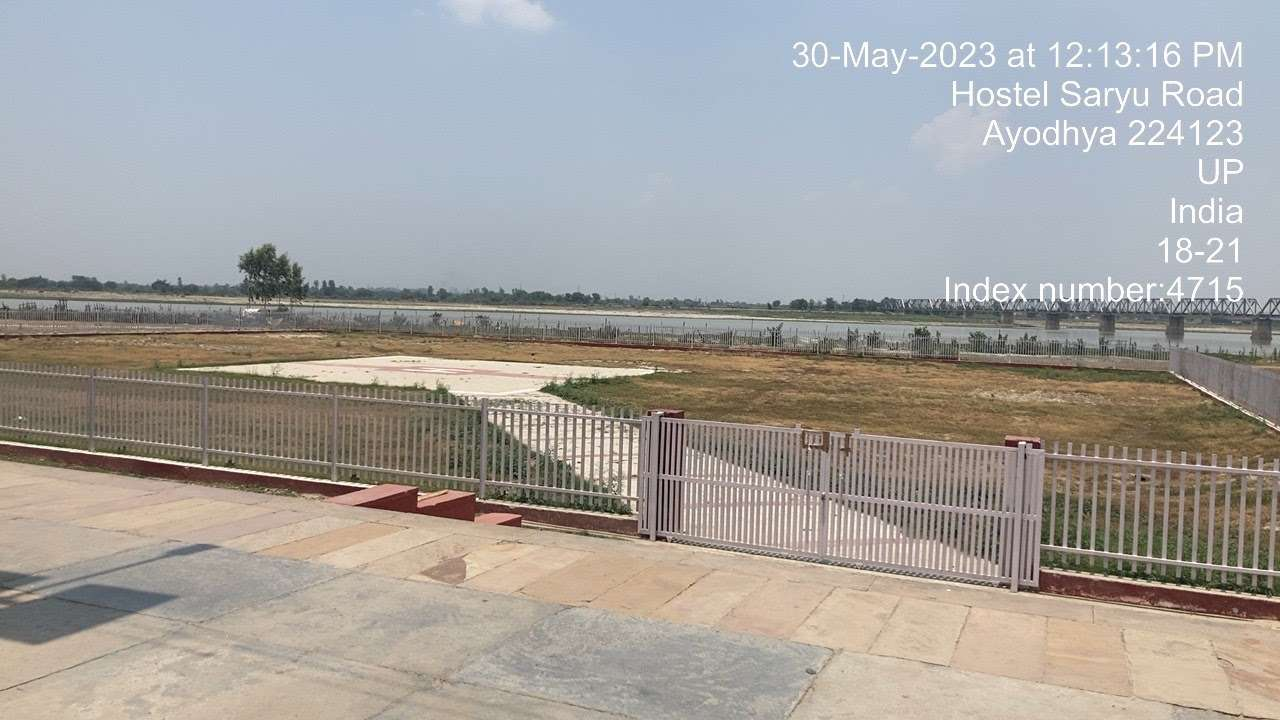 30-May-2023 at 12:13:16 PM
Hostel Saryu Road
Ayodhya 224123
UP
India
18-21
Index number:4715